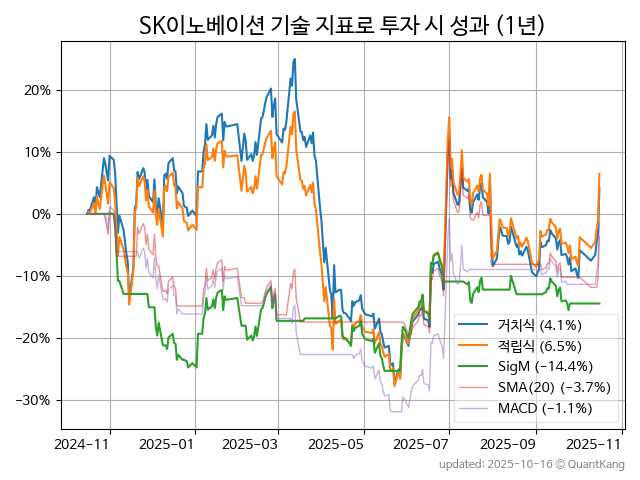 SK이노베이션 기술 지표로 투자 시 성과 (1년)
20%
10%
0%
−10%
−20%
−30%
거치식 (4.1%)
적립식 (6.5%)
SigM (−14.4%)
SMA(20) (−3.7%)
MACD (−1.1%)
2024-11 2025-01 2025-03 2025-05 2025-07 2025-09 2025-11
updated: 2025-10-16 © QuantKang